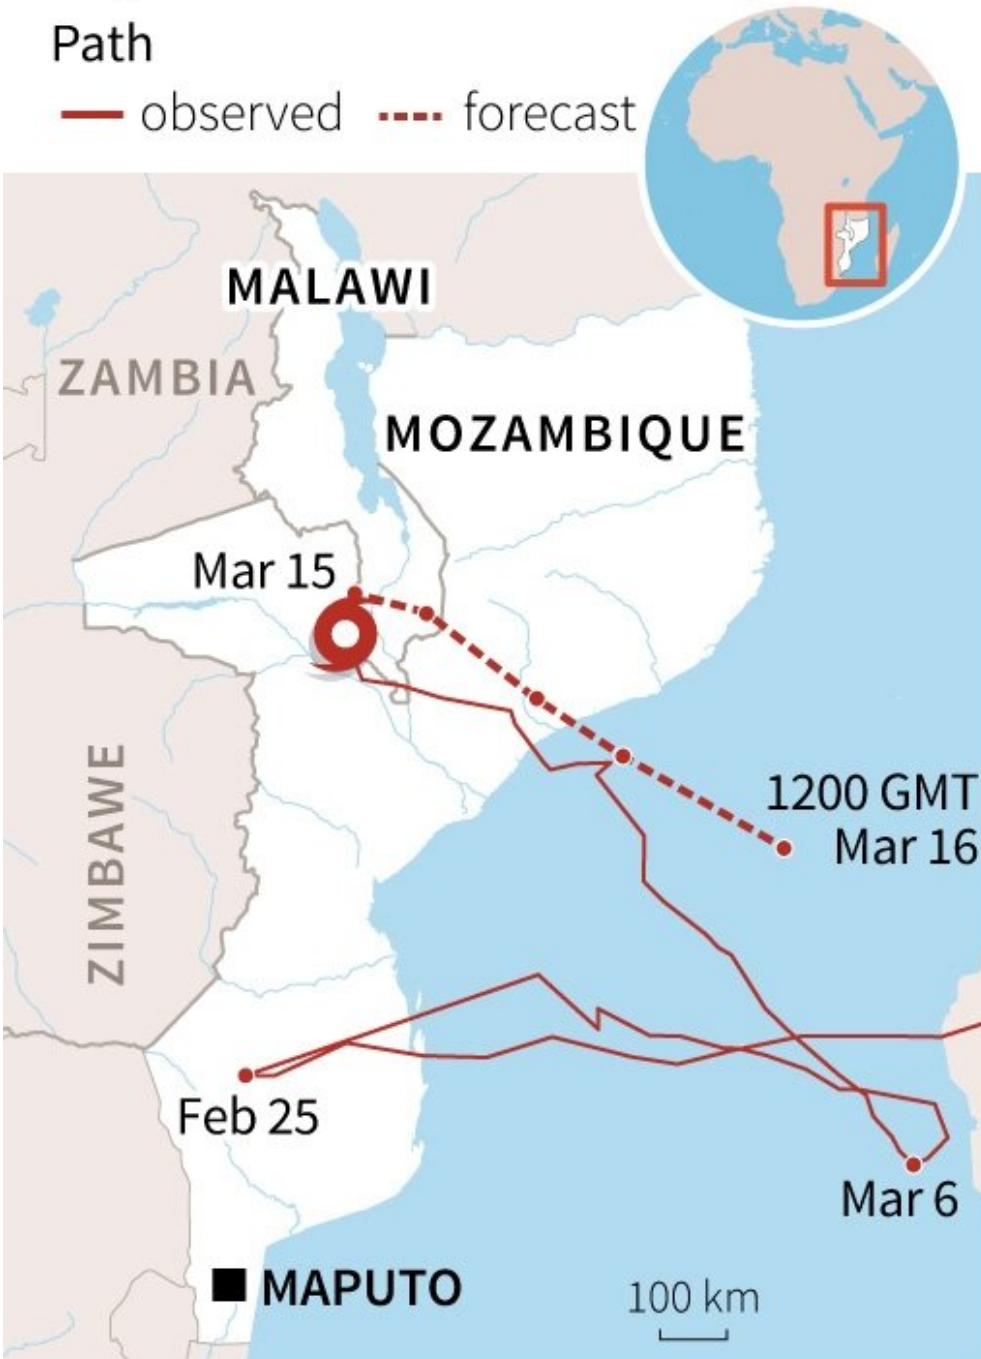 Path
observed
forecast
MALAWI
ZAMBIA
MOZAMBIQUE
Mar 15
ZIMBAWE
1200 GMT
Mar 16
Feb 25
Mar 6
MAPUTO
100 km